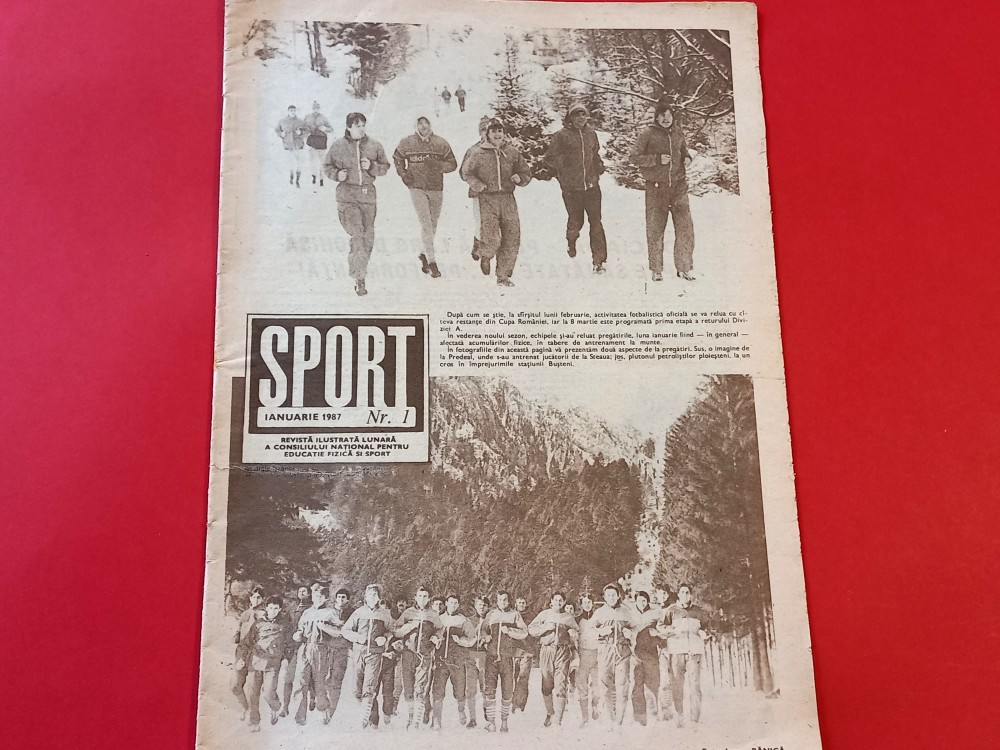 După cum se știe, la sfîrșitul lunii februarie, activitatea fotbalistică oficială se va relua cu cî-
teva restanțe din Cupa României, iar la 8 martie este programată prima etapă a returului Divi-
ziei A.
În vederea noului sezon, echipele și-au reluat pregătirile, luna ianuarie fiind — în general —
afectată acumulărilor fizice, în tabere de antrenament la munte.
În fotografiile din această pagină vă prezentăm două aspecte de la pregătiri. Sus, o imagine de
la Predeal, unde s-au antrenat jucătorii de la Steaua; jos, plutonul petroliștilor ploieșteni, la un
cros în împrejurimile stațiunii Bușteni.
SPORT
IANUARIE 1987 Nr. 1
REVISTĂ ILUSTRATĂ LUNARĂ
A CONSILIULUI NAȚIONAL PENTRU
EDUCAȚIE FIZICĂ ȘI SPORT
adidas